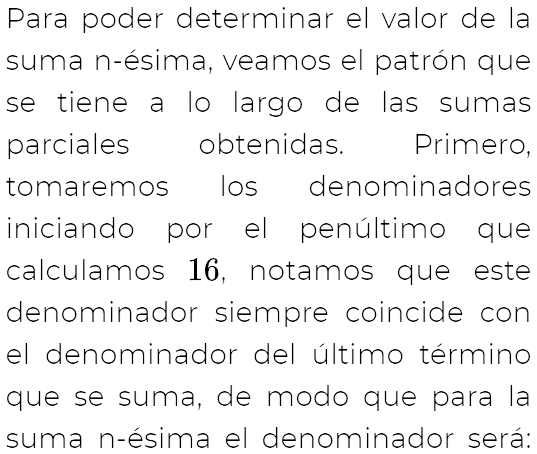 Para poder determinar el valor de la
suma n-ésima, veamos el patrón que
se tiene a lo largo de las sumas
parciales obtenidas. Primero,
tomaremos los denominadores
iniciando por el penúltimo que
calculamos 16, notamos que este
denominador siempre coincide con
el denominador del último término
que se suma, de modo que para la
suma n-ésima el denominador será: